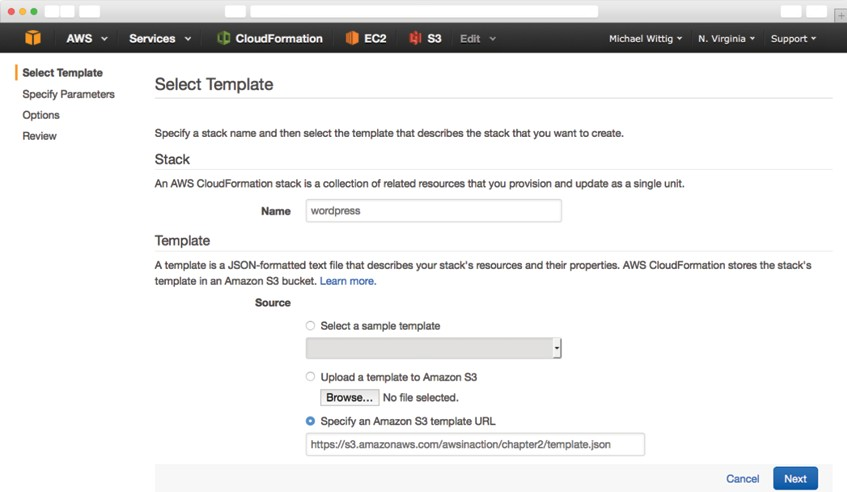 AWS Services CloudFormation EC2 S3 Edit Michael Wittig N. Virginia Support
Select Template
Specify Parameters
Options
Review
Select Template
Specify a stack name and then select the template that describes the stack that you want to create.
Stack
An AWS CloudFormation stack is a collection of related resources that you provision and update as a single unit.
Name wordpress
Template
A template is a JSON-formatted text file that describes your stack's resources and their properties. AWS CloudFormation stores the stack's
template in an Amazon S3 bucket. Learn more.
Source
Select a sample template
Upload a template to Amazon S3
Browse... No file selected.
Specify an Amazon S3 template URL
https://s3.amazonaws.com/awsinaction/chapter2/template.json
Cancel Next